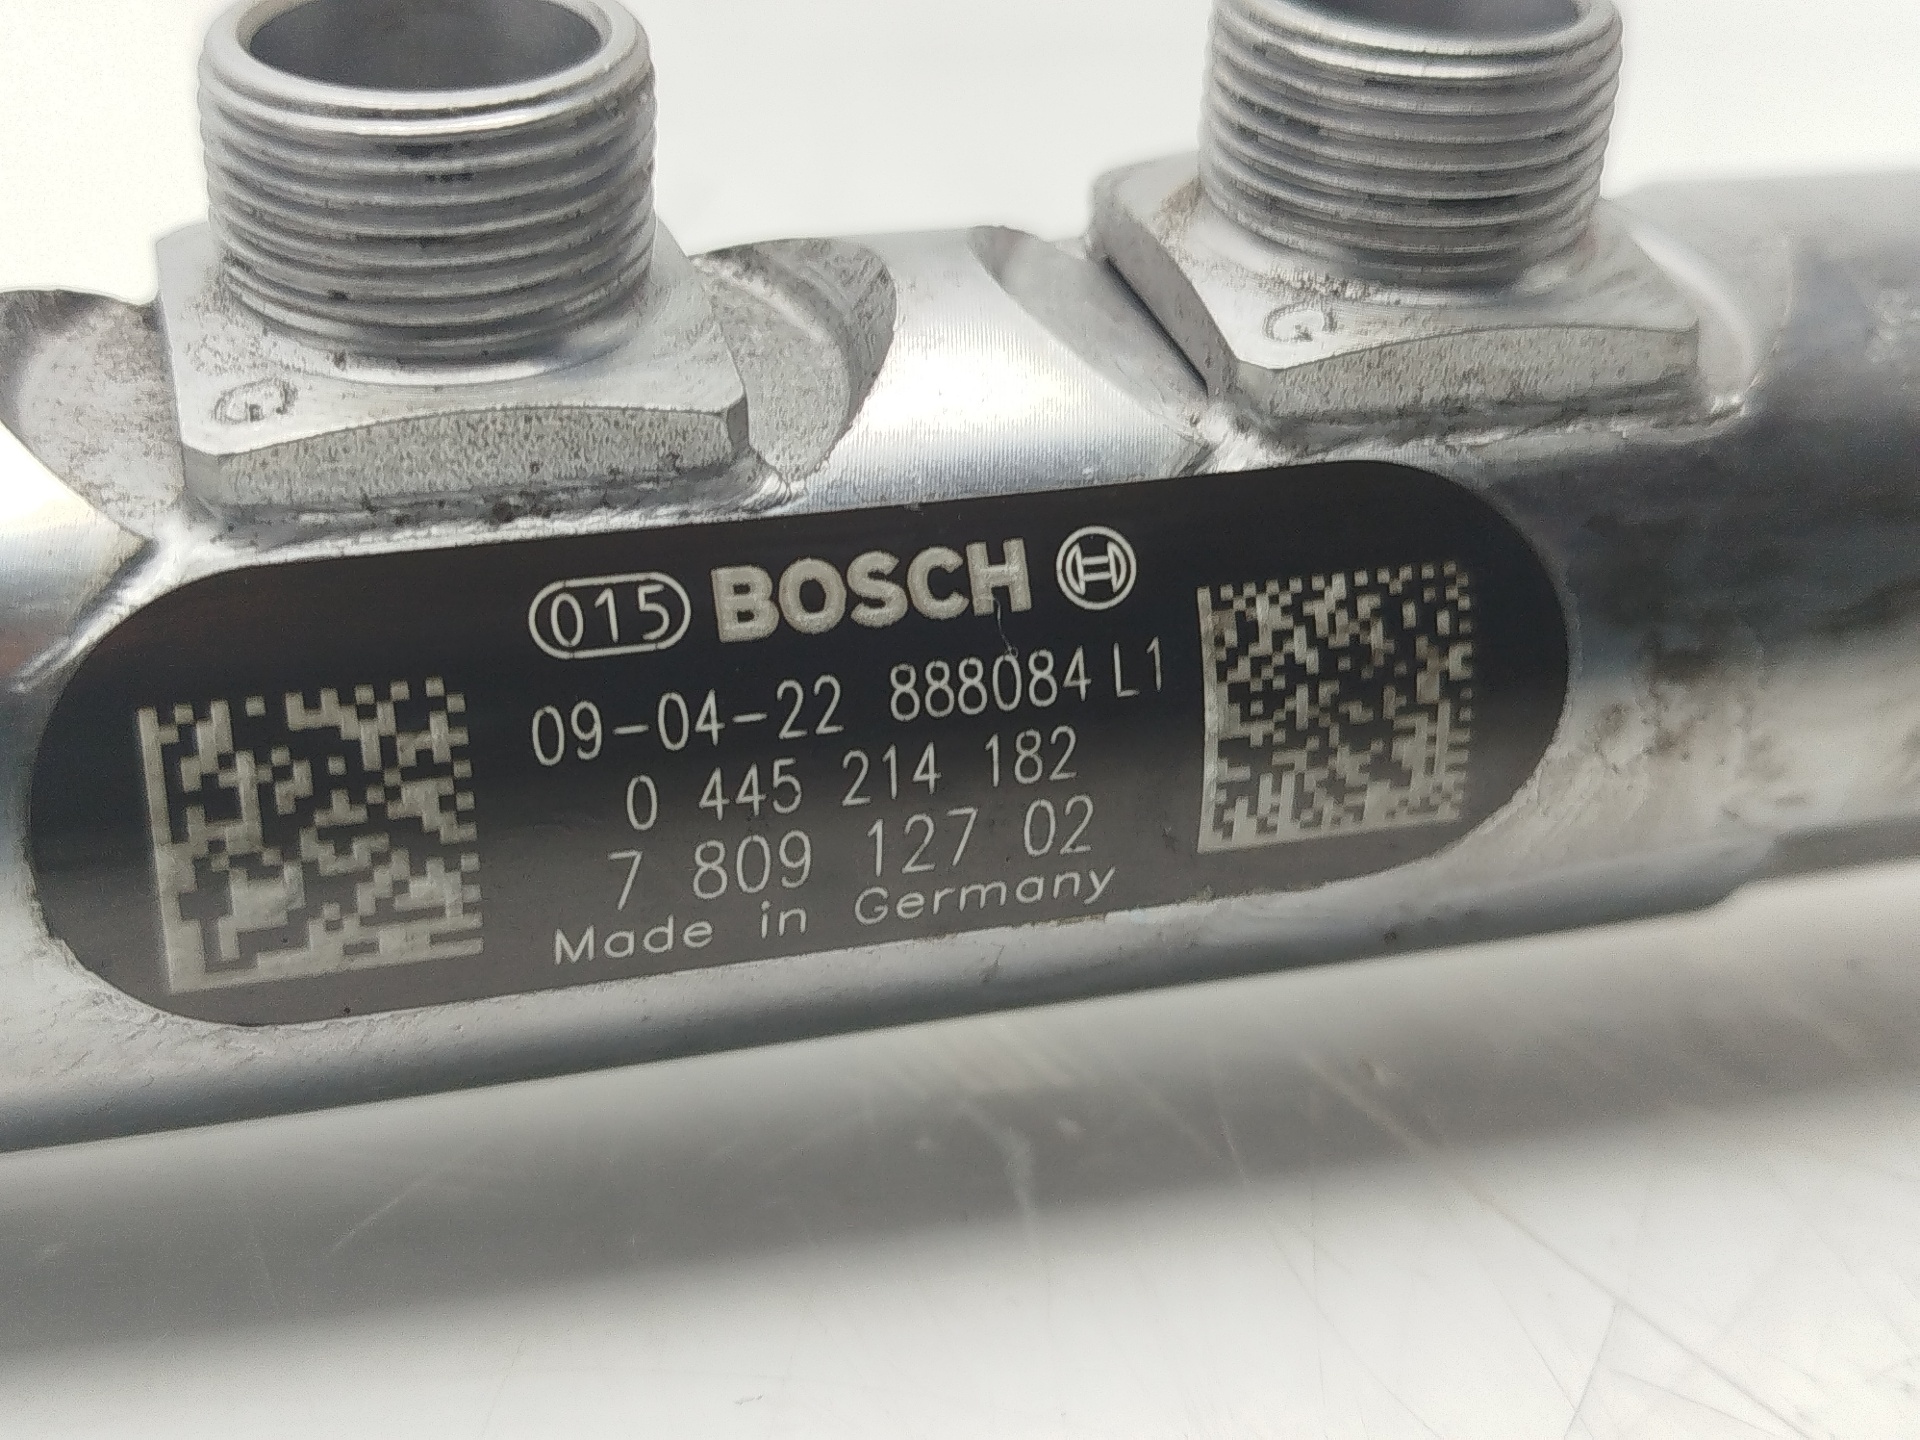 G
G
015 BOSCH
09-04-22 888084 L1
0 445 214 182
7 809 127 02
Made in Germany